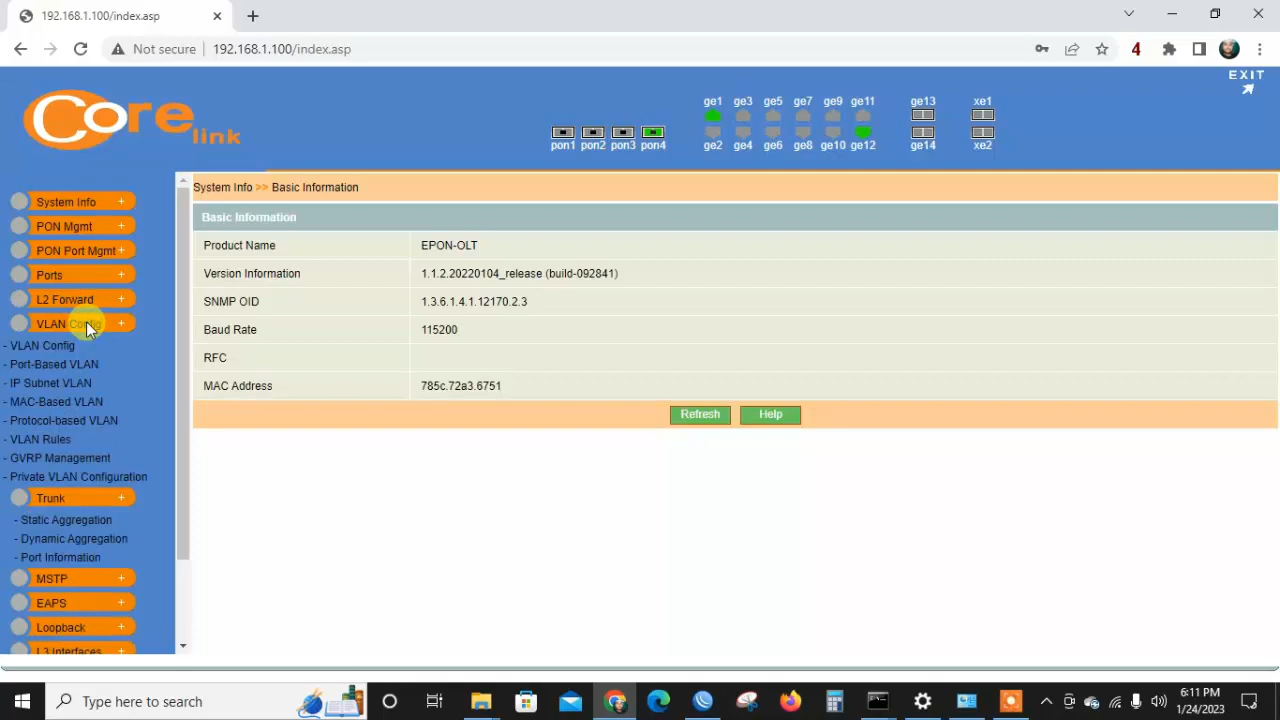 192.168.1.100/index.asp
Not secure
192.168.1.100/index.asp
4
EXIT
Core link
ge1 ge3 ge5 ge7 ge9 ge11 ge13 xe1
pon1 pon2 pon3 pon4 ge2 ge4 ge6 ge8 ge10 ge12 ge14 xe2
System Info +
PON Mgmt +
PON Port Mgmt +
Ports +
L2 Forward +
VLAN Config +
- VLAN Config
- Port-Based VLAN
- IP Subnet VLAN
- MAC-Based VLAN
- Protocol-based VLAN
- VLAN Rules
- GVRP Management
- Private VLAN Configuration
Trunk +
- Static Aggregation
- Dynamic Aggregation
- Port Information
MSTP +
EAPS +
Loopback +
L3 Interfaces +
System Info >> Basic Information
Basic Information
Product Name EPON-OLT
Version Information 1.1.2.20220104_release (build-092841)
SNMP OID 1.3.6.1.4.1.12170.2.3
Baud Rate 115200
RFC
MAC Address 785c.72a3.6751
Refresh Help
Type here to search
6:11 PM
1/24/2023